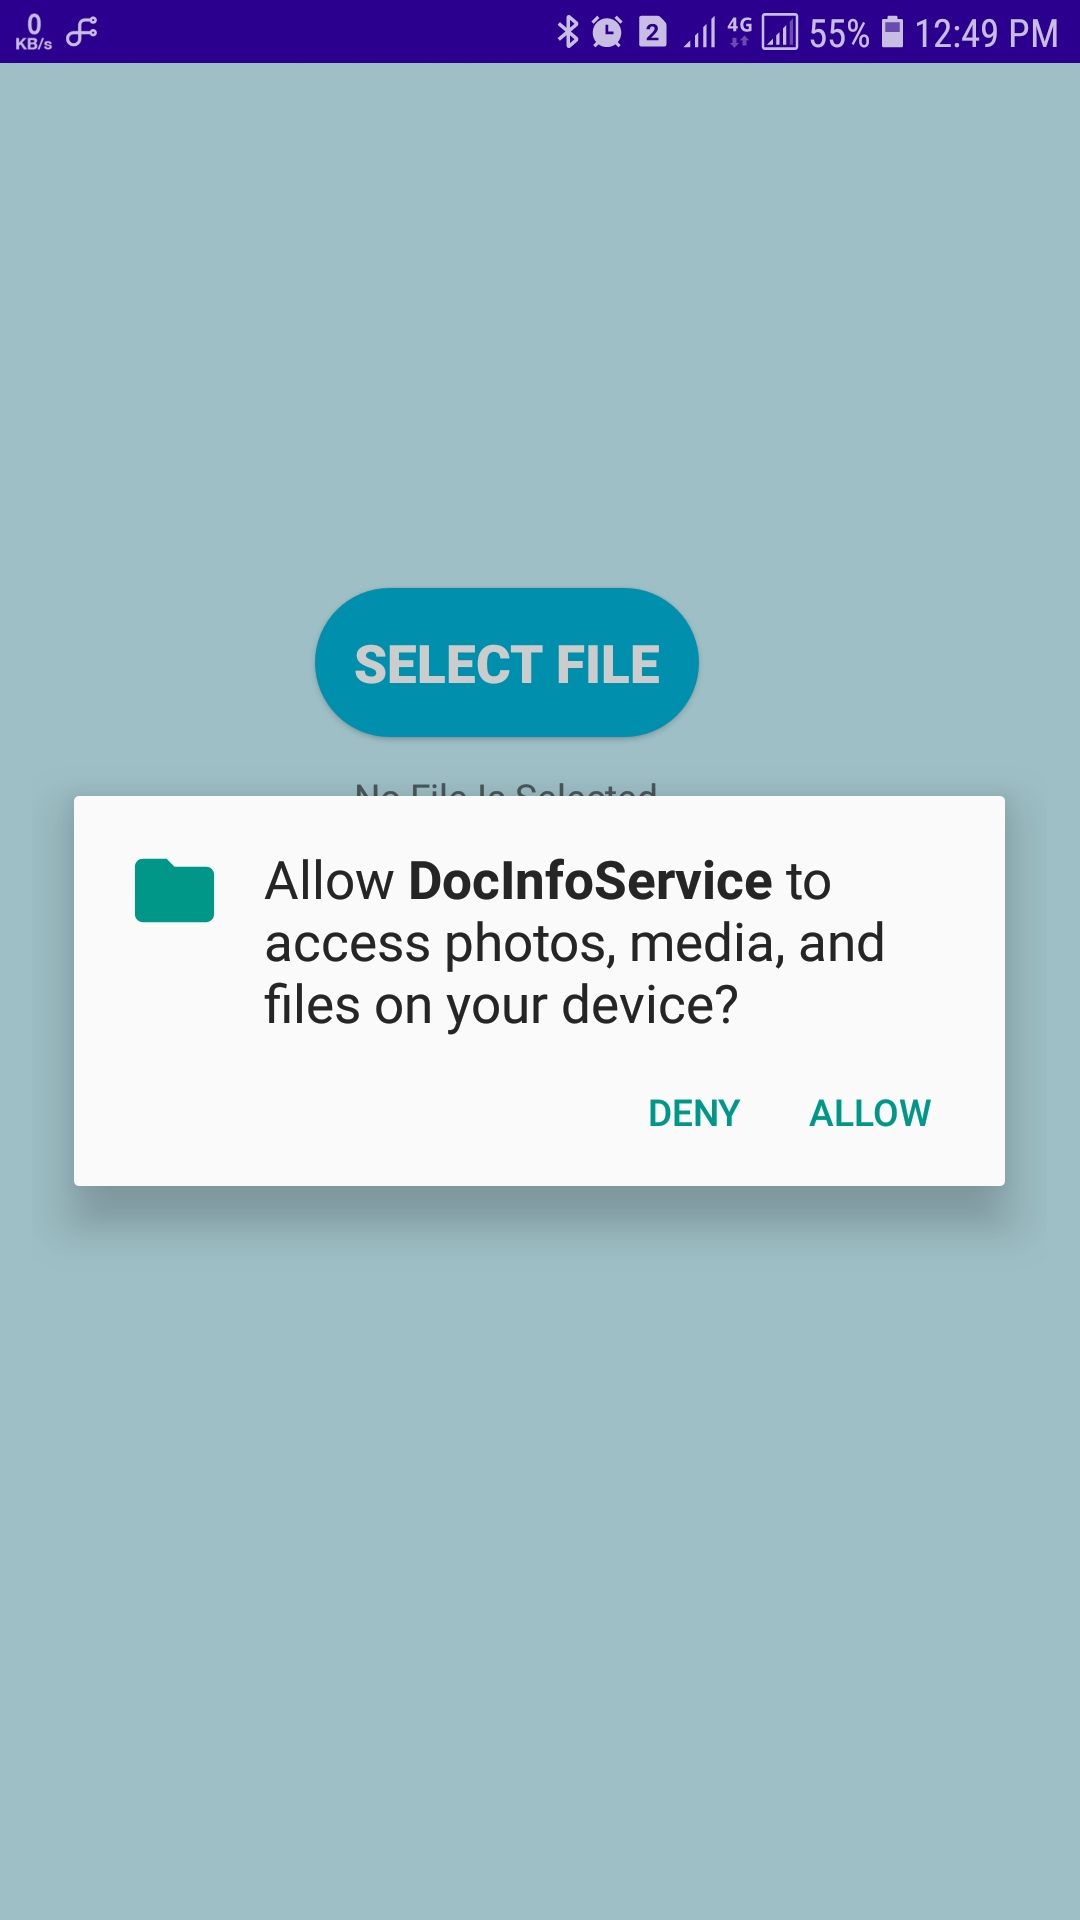 0
KB/s
2
4G
55%
12:49 PM
SELECT FILE
No File Is Selected
Allow DocInfoService to
access photos, media, and
files on your device?
DENY
ALLOW